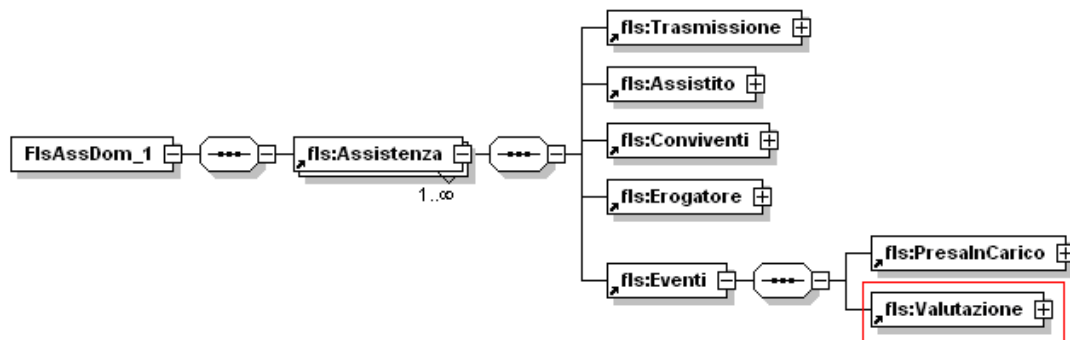 fls:Trasmissione
fls:Assistito
fls:Conviventi
FlsAssDom_1
fls:Assistenza
1..∞
fls:Erogatore
fls:Eventi
fls:PresaInCarico
fls:Valutazione